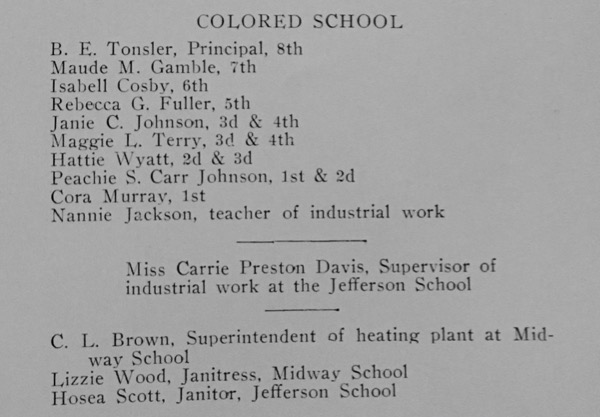 COLORED SCHOOL
B. E. Tonsler, Principal, 8th
Maude M. Gamble, 7th
Isabell Cosby, 6th
Rebecca G. Fuller, 5th
Janie C. Johnson, 3d & 4th
Maggie L. Terry, 3d & 4th
Hattie Wyatt, 2d & 3d
Peachie S. Carr Johnson, 1st & 2d
Cora Murray, 1st
Nannie Jackson, teacher of industrial work
Miss Carrie Preston Davis, Supervisor of
industrial work at the Jefferson School
C. L. Brown, Superintendent of heating plant at Mid-
way School
Lizzie Wood, Janitress, Midway School
Hosea Scott, Janitor, Jefferson School